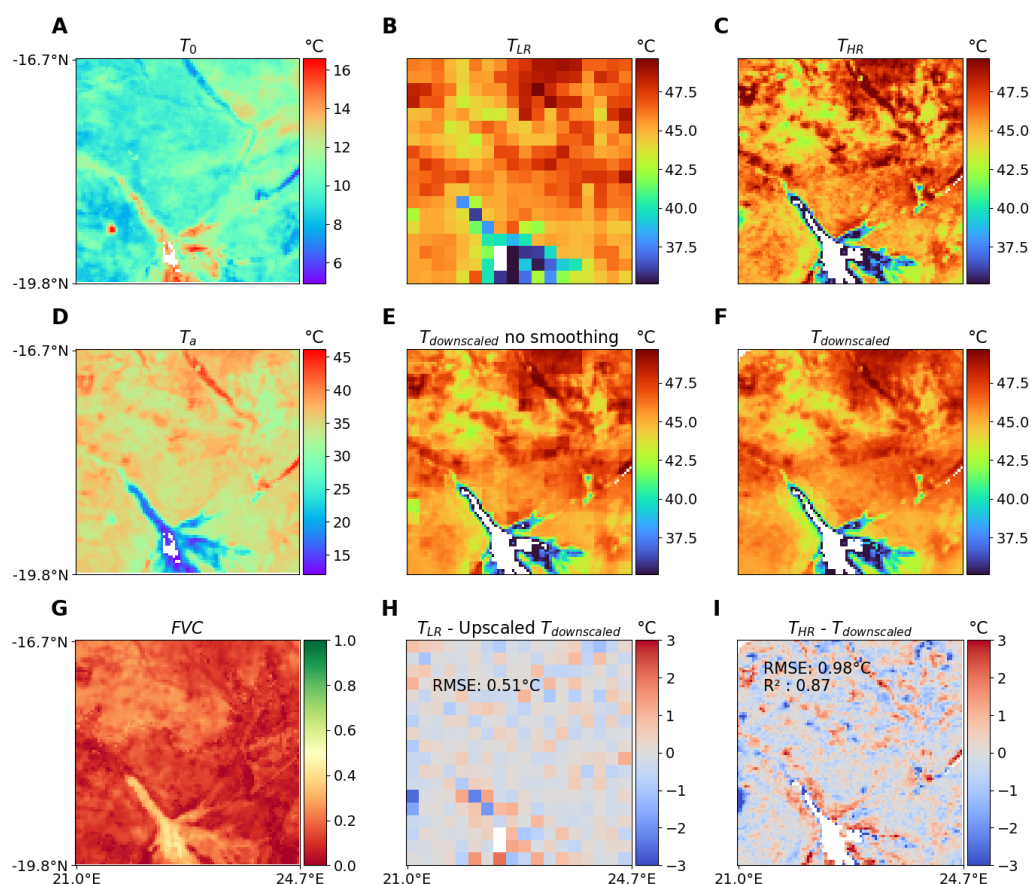 A
T0
°C
-16.7°N
-19.8°N
16
14
12
10
8
6
B
TLR
°C
47.5
45.0
42.5
40.0
37.5
C
THR
°C
47.5
45.0
42.5
40.0
37.5
D
Ta
°C
-16.7°N
-19.8°N
45
40
35
30
25
20
15
E
Tdownscaled no smoothing
°C
47.5
45.0
42.5
40.0
37.5
F
Tdownscaled
°C
47.5
45.0
42.5
40.0
37.5
G
FVC
-16.7°N
-19.8°N
21.0°E
24.7°E
1.0
0.8
0.6
0.4
0.2
0.0
H
TLR - Upscaled Tdownscaled
°C
RMSE: 0.51°C
21.0°E
24.7°E
3
2
1
0
−1
−2
−3
I
THR - Tdownscaled
°C
RMSE: 0.98°C
R² : 0.87
21.0°E
24.7°E
3
2
1
0
−1
−2
−3